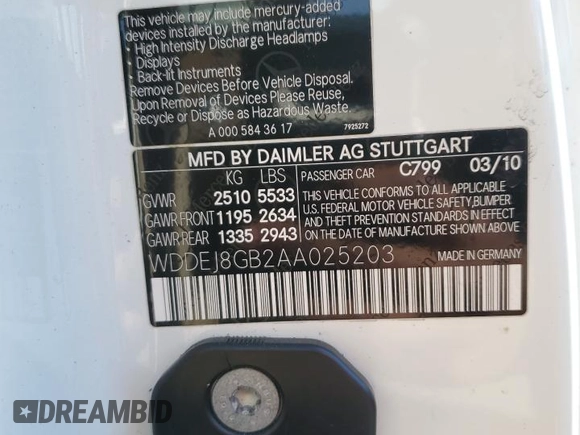 This vehicle may include mercury-added
devices installed by the manufacturer:
- High Intensity Discharge Headlamps
- Displays
- Back-lit Instruments
Remove Devices Before Vehicle Disposal.
Upon Removal of Devices Please Reuse,
Recycle or Dispose as Hazardous Waste.
A 000 584 36 17 7925272
MFD BY DAIMLER AG STUTTGART
KG LBS PASSENGER CAR C799 03/10
GVWR 2510 5533
GAWR FRONT 1195 2634
GAWR REAR 1335 2943
THIS VEHICLE CONFORMS TO ALL APPLICABLE
U.S. FEDERAL MOTOR VEHICLE SAFETY, BUMPER
AND THEFT PREVENTION STANDARDS IN EFFECT
ON THE DATE OF MANUFACTURE SHOWN ABOVE.
WDDEJ8GB2AA025203
MADE IN GERMANY
DREAMBID